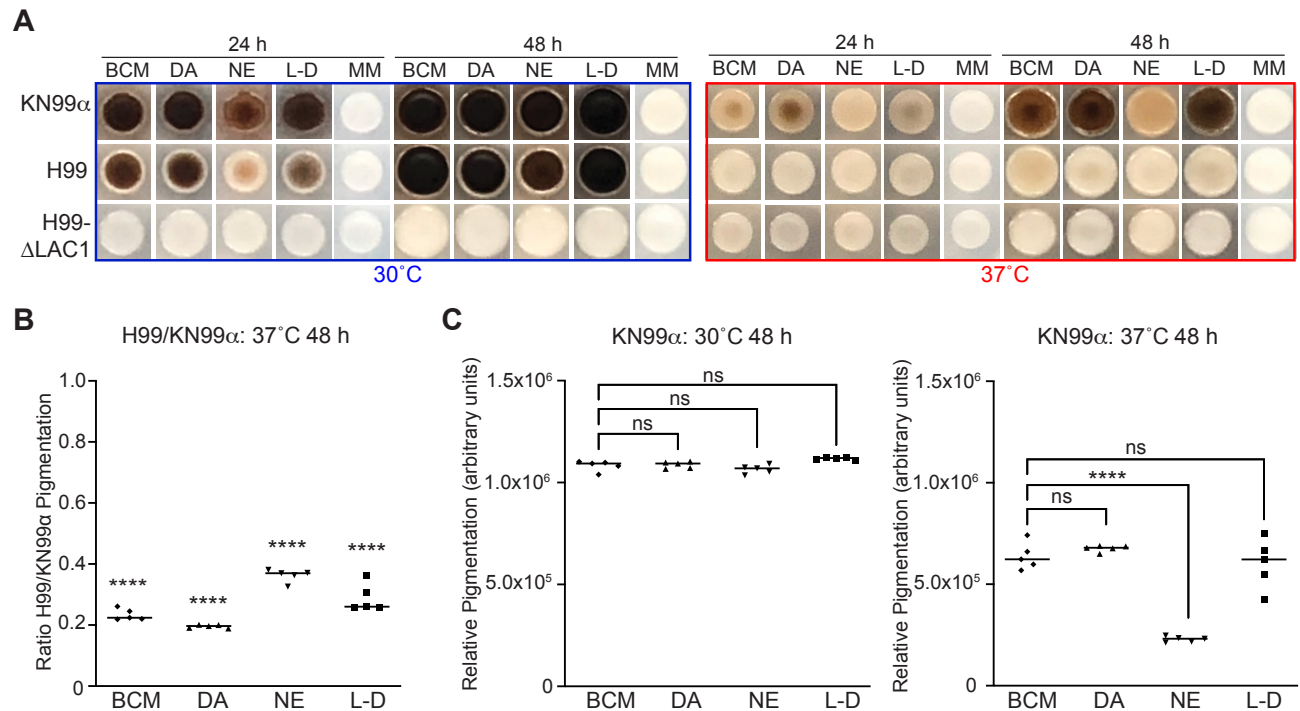 A
24 h 48 h 24 h 48 h
BCM DA NE L-D MM BCM DA NE L-D MM BCM DA NE L-D MM BCM DA NE L-D MM
KN99α
H99
H99-
ΔLAC1
30˚C 37˚C
B
H99/KN99α: 37˚C 48 h
Ratio H99/KN99α Pigmentation
1.0
0.8
0.6
0.4
0.2
0
**** **** **** ****
BCM DA NE L-D
C
KN99α: 30˚C 48 h
Relative Pigmentation (arbitrary units)
1.5x10⁶
1.0x10⁶
5.0x10⁵
0
ns
ns
ns
BCM DA NE L-D
KN99α: 37˚C 48 h
Relative Pigmentation (arbitrary units)
1.5x10⁶
1.0x10⁶
5.0x10⁵
0
ns
****
ns
BCM DA NE L-D